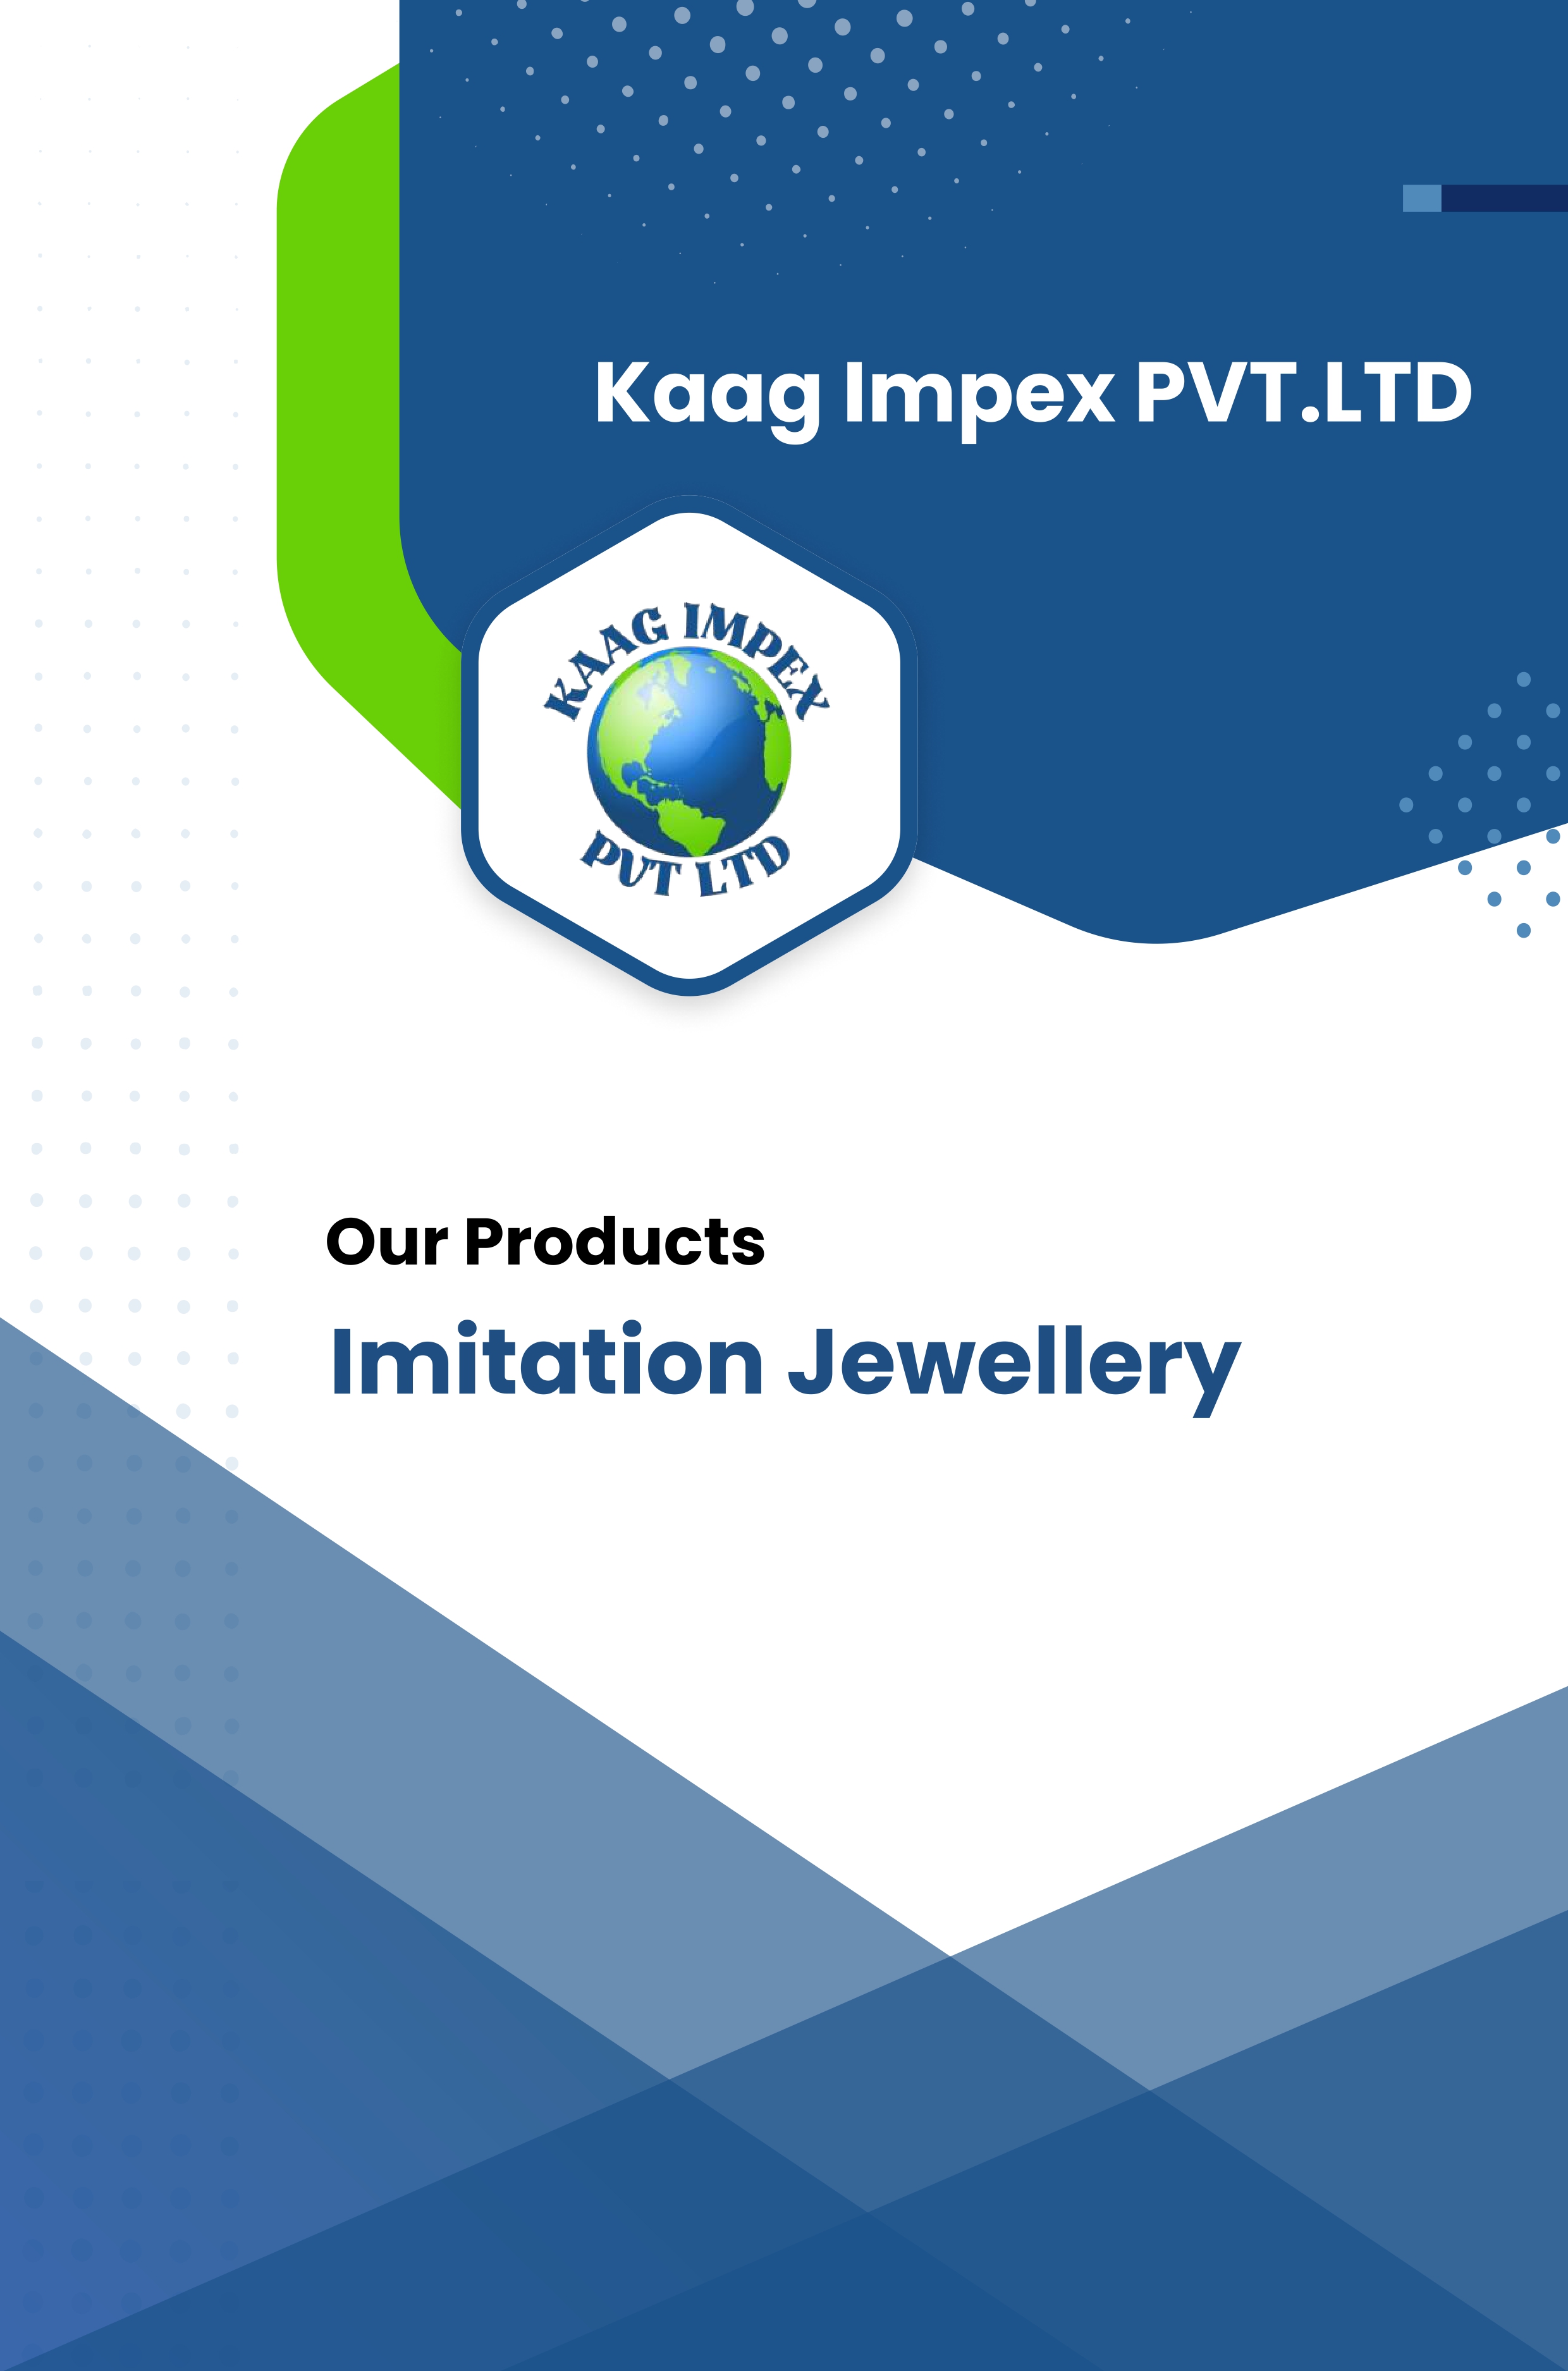 Kaag Impex PVT.LTD
KAAG IMPEX
PVT LTD
Our Products
Imitation Jewellery